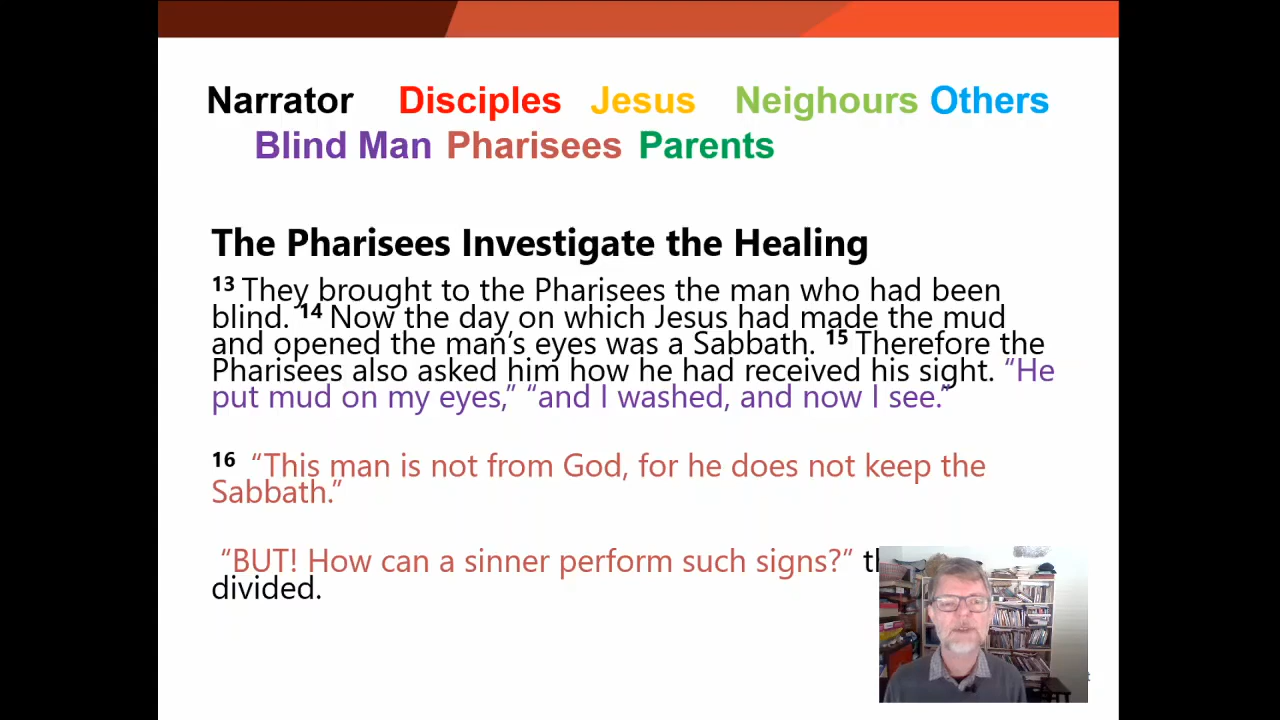 Narrator Disciples Jesus Neighours Others
Blind Man Pharisees Parents
The Pharisees Investigate the Healing
13 They brought to the Pharisees the man who had been
blind. 14 Now the day on which Jesus had made the mud
and opened the man’s eyes was a Sabbath. 15 Therefore the
Pharisees also asked him how he had received his sight. “He
put mud on my eyes,” “and I washed, and now I see.”
16 “This man is not from God, for he does not keep the
Sabbath.”
“BUT! How can a sinner perform such signs?“
divided.